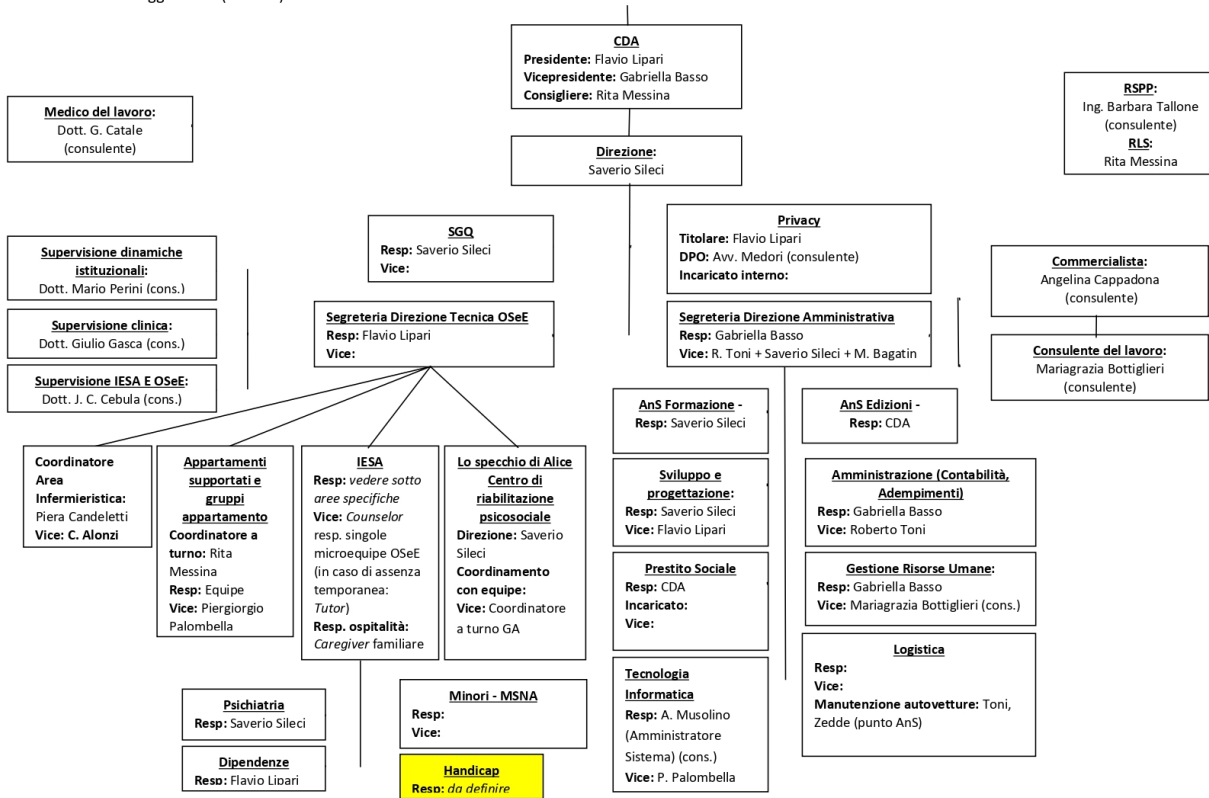 CDA
Presidente: Flavio Lipari
Vicepresidente: Gabriella Basso
Consigliere: Rita Messina
Medico del lavoro:
Dott. G. Catale
(consulente)
RSPP:
Ing. Barbara Tallone
(consulente)
RLS:
Rita Messina
Direzione:
Saverio Sileci
SGQ
Resp: Saverio Sileci
Vice:
Privacy
Titolare: Flavio Lipari
DPO: Avv. Medori (consulente)
Incaricato interno:
Supervisione dinamiche
istituzionali:
Dott. Mario Perini (cons.)
Supervisione clinica:
Dott. Giulio Gasca (cons.)
Supervisione IESA E OSeE:
Dott. J. C. Cebula (cons.)
Segreteria Direzione Tecnica OSeE
Resp: Flavio Lipari
Vice:
Segreteria Direzione Amministrativa
Resp: Gabriella Basso
Vice: R. Toni + Saverio Sileci + M. Bagatin
Commercialista:
Angelina Cappadona
(consulente)
Consulente del lavoro:
Mariagrazia Bottiglieri
(consulente)
Coordinatore
Area
Infermieristica:
Piera Candeletti
Vice: C. Alonzi
Appartamenti
supportati e
gruppi
appartamento
Coordinatore a
turno: Rita
Messina
Resp: Equipe
Vice: Piergiorgio
Palombella
IESA
Resp: vedere sotto
aree specifiche
Vice: Counselor
resp. singole
microequipe OSeE
(in caso di assenza
temporanea:
Tutor)
Resp. ospitalità:
Caregiver familiare
Lo specchio di Alice
Centro di
riabilitazione
psicosociale
Direzione: Saverio
Sileci
Coordinamento
con equipe:
Vice: Coordinatore
a turno GA
AnS Formazione -
Resp: Saverio Sileci
AnS Edizioni -
Resp: CDA
Sviluppo e
progettazione:
Resp: Saverio Sileci
Vice: Flavio Lipari
Amministrazione (Contabilità,
Adempimenti)
Resp: Gabriella Basso
Vice: Roberto Toni
Prestito Sociale
Resp: CDA
Incaricato:
Vice:
Gestione Risorse Umane:
Resp: Gabriella Basso
Vice: Mariagrazia Bottiglieri (cons.)
Tecnologia
Informatica
Resp: A. Musolino
(Amministratore
Sistema) (cons.)
Vice: P. Palombella
Logistica
Resp:
Vice:
Manutenzione autovetture: Toni,
Zedde (punto AnS)
Psichiatria
Resp: Saverio Sileci
Dipendenze
Resp: Flavio Lipari
Minori - MSNA
Resp:
Vice:
Handicap
Resp: da definire